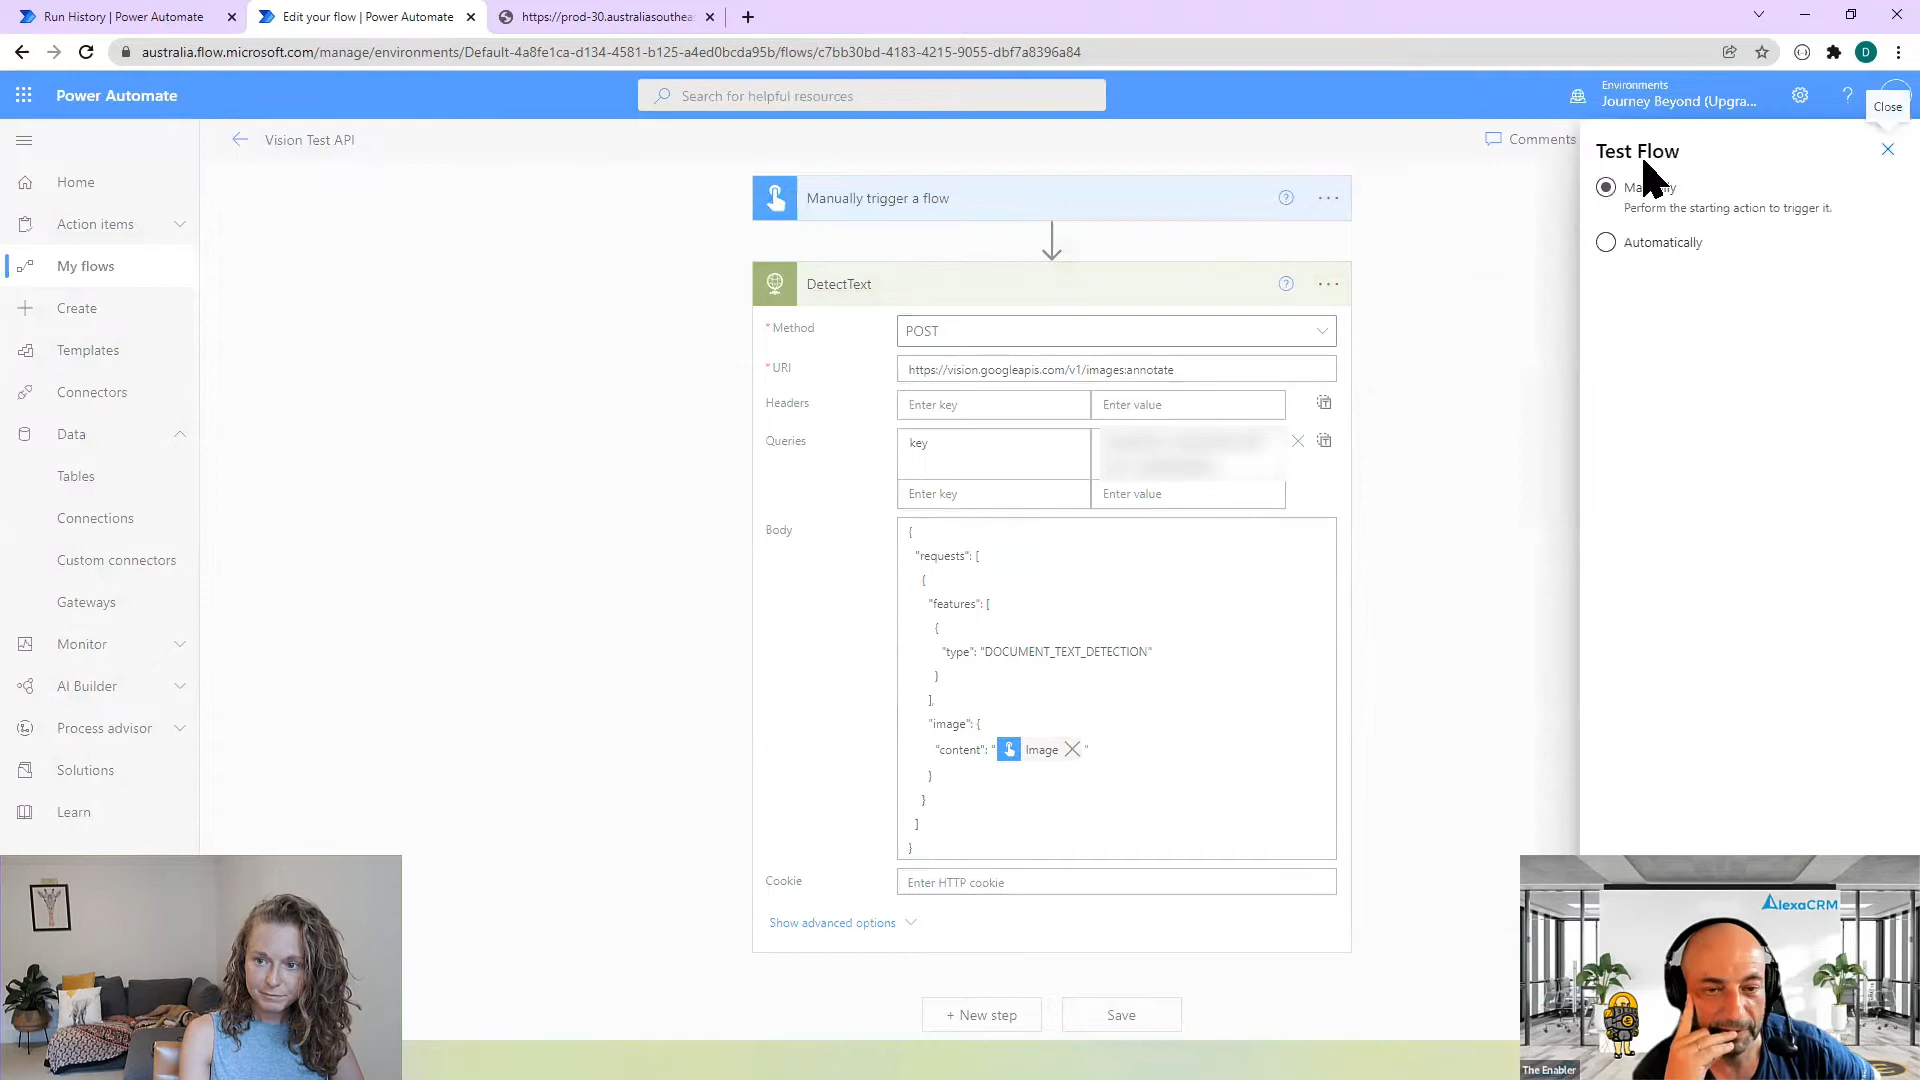 Run History | Power Automate
Edit your flow | Power Automate
https://prod-30.australiasouthea
australia.flow.microsoft.com/manage/environments/Default-4a8fe1ca-d134-4581-b125-a4ed0bcda95b/flows/c7bb30bd-4183-4215-9055-dbf7a8396a84
D
Power Automate
Search for helpful resources
Environments
Journey Beyond (Upgra...
?
Close
Vision Test API
Comments
Test Flow
Perform the starting action to trigger it.
Automatically
Home
Action items
My flows
Create
Templates
Connectors
Data
Tables
Connections
Custom connectors
Gateways
Monitor
AI Builder
Process advisor
Solutions
Learn
Manually trigger a flow
DetectText
* Method
POST
* URI
https://vision.googleapis.com/v1/images:annotate
Headers
Enter key
Enter value
Queries
key
Enter key
Enter value
Body
{
"requests": [
{
"features": [
{
"type": "DOCUMENT_TEXT_DETECTION"
}
],
"image": {
"content": " Image "
}
}
]
}
Cookie
Enter HTTP cookie
Show advanced options
+ New step
Save
AlexaCRM
The Enabler